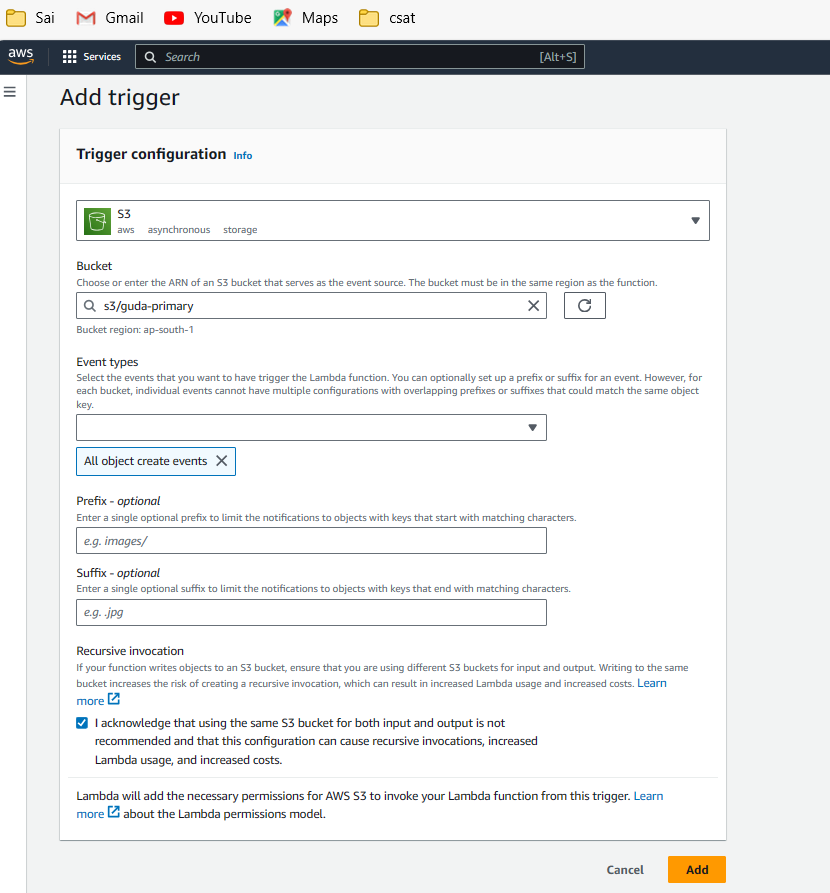 Sai Gmail YouTube Maps csat
aws Services Search [Alt+S]
Add trigger
Trigger configuration Info
S3
aws asynchronous storage
Bucket
Choose or enter the ARN of an S3 bucket that serves as the event source. The bucket must be in the same region as the function.
s3/guda-primary
Bucket region: ap-south-1
Event types
Select the events that you want to have trigger the Lambda function. You can optionally set up a prefix or suffix for an event. However, for
each bucket, individual events cannot have multiple configurations with overlapping prefixes or suffixes that could match the same object
key.
All object create events
Prefix - optional
Enter a single optional prefix to limit the notifications to objects with keys that start with matching characters.
e.g. images/
Suffix - optional
Enter a single optional suffix to limit the notifications to objects with keys that end with matching characters.
e.g. .jpg
Recursive invocation
If your function writes objects to an S3 bucket, ensure that you are using different S3 buckets for input and output. Writing to the same
bucket increases the risk of creating a recursive invocation, which can result in increased Lambda usage and increased costs. Learn
more
I acknowledge that using the same S3 bucket for both input and output is not
recommended and that this configuration can cause recursive invocations, increased
Lambda usage, and increased costs.
Lambda will add the necessary permissions for AWS S3 to invoke your Lambda function from this trigger. Learn
more about the Lambda permissions model.
Cancel Add